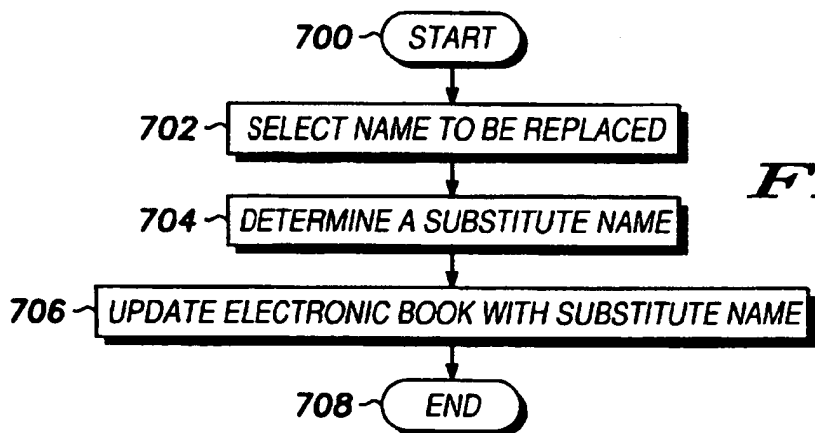 700 START
702 SELECT NAME TO BE REPLACED
704 DETERMINE A SUBSTITUTE NAME
706 UPDATE ELECTRONIC BOOK WITH SUBSTITUTE NAME
708 END